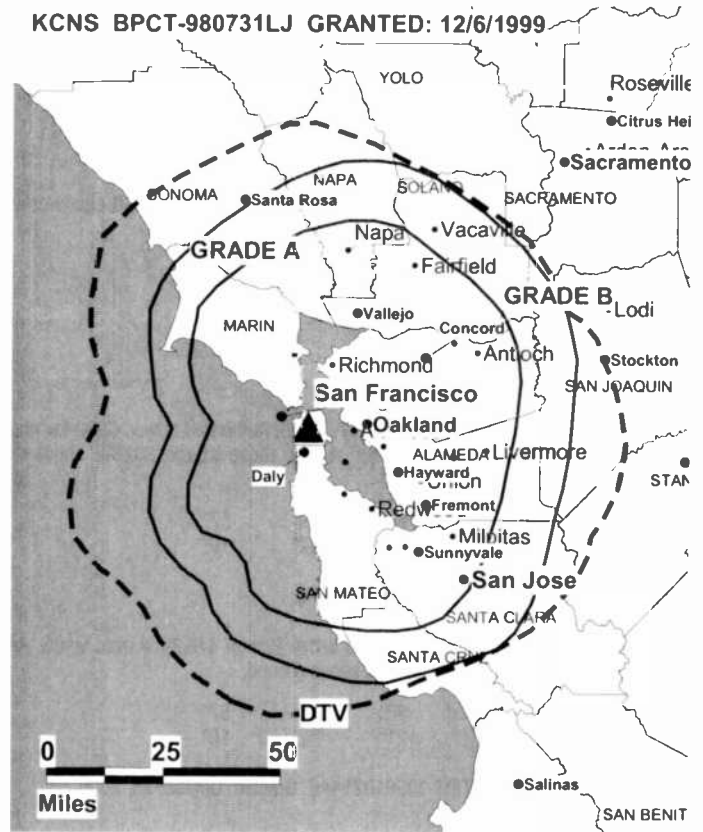 KCNS BPCT-980731LJ GRANTED: 12/6/1999
YOLO
Roseville
Citrus Hei
Sacramento
NAPA
SOLANO
SONOMA
Santa Rosa
SACRAMENTO
Napa
Vacaville
GRADE A
Fairfield
GRADE B
Lodi
Vallejo
MARIN
Concord
Antioch
Richmond
Stockton
SAN JOAQUIN
San Francisco
Oakland
ALAMEDA
Livermore
Daly
Hayward
STAN
Union
Redw
Fremont
Milpitas
Sunnyvale
San Jose
SAN MATEO
SANTA CLARA
SANTA CRUZ
DTV
0 25 50
Miles
Salinas
SAN BENIT